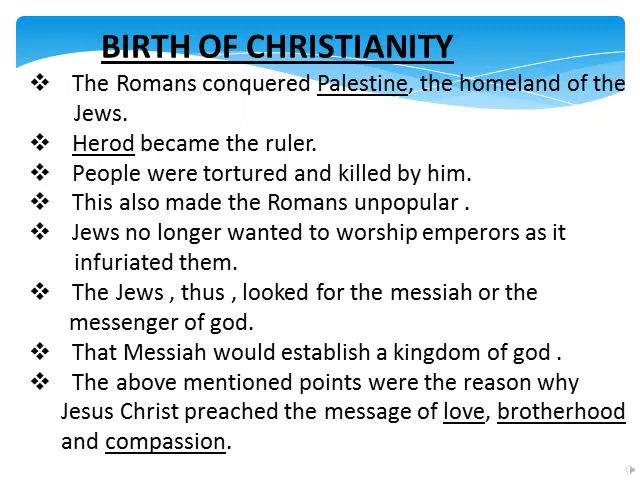 BIRTH OF CHRISTIANITY
❖ The Romans conquered Palestine, the homeland of the
Jews.
❖ Herod became the ruler.
❖ People were tortured and killed by him.
❖ This also made the Romans unpopular .
❖ Jews no longer wanted to worship emperors as it
infuriated them.
❖ The Jews , thus , looked for the messiah or the
messenger of god.
❖ That Messiah would establish a kingdom of god .
❖ The above mentioned points were the reason why
Jesus Christ preached the message of love, brotherhood
and compassion.